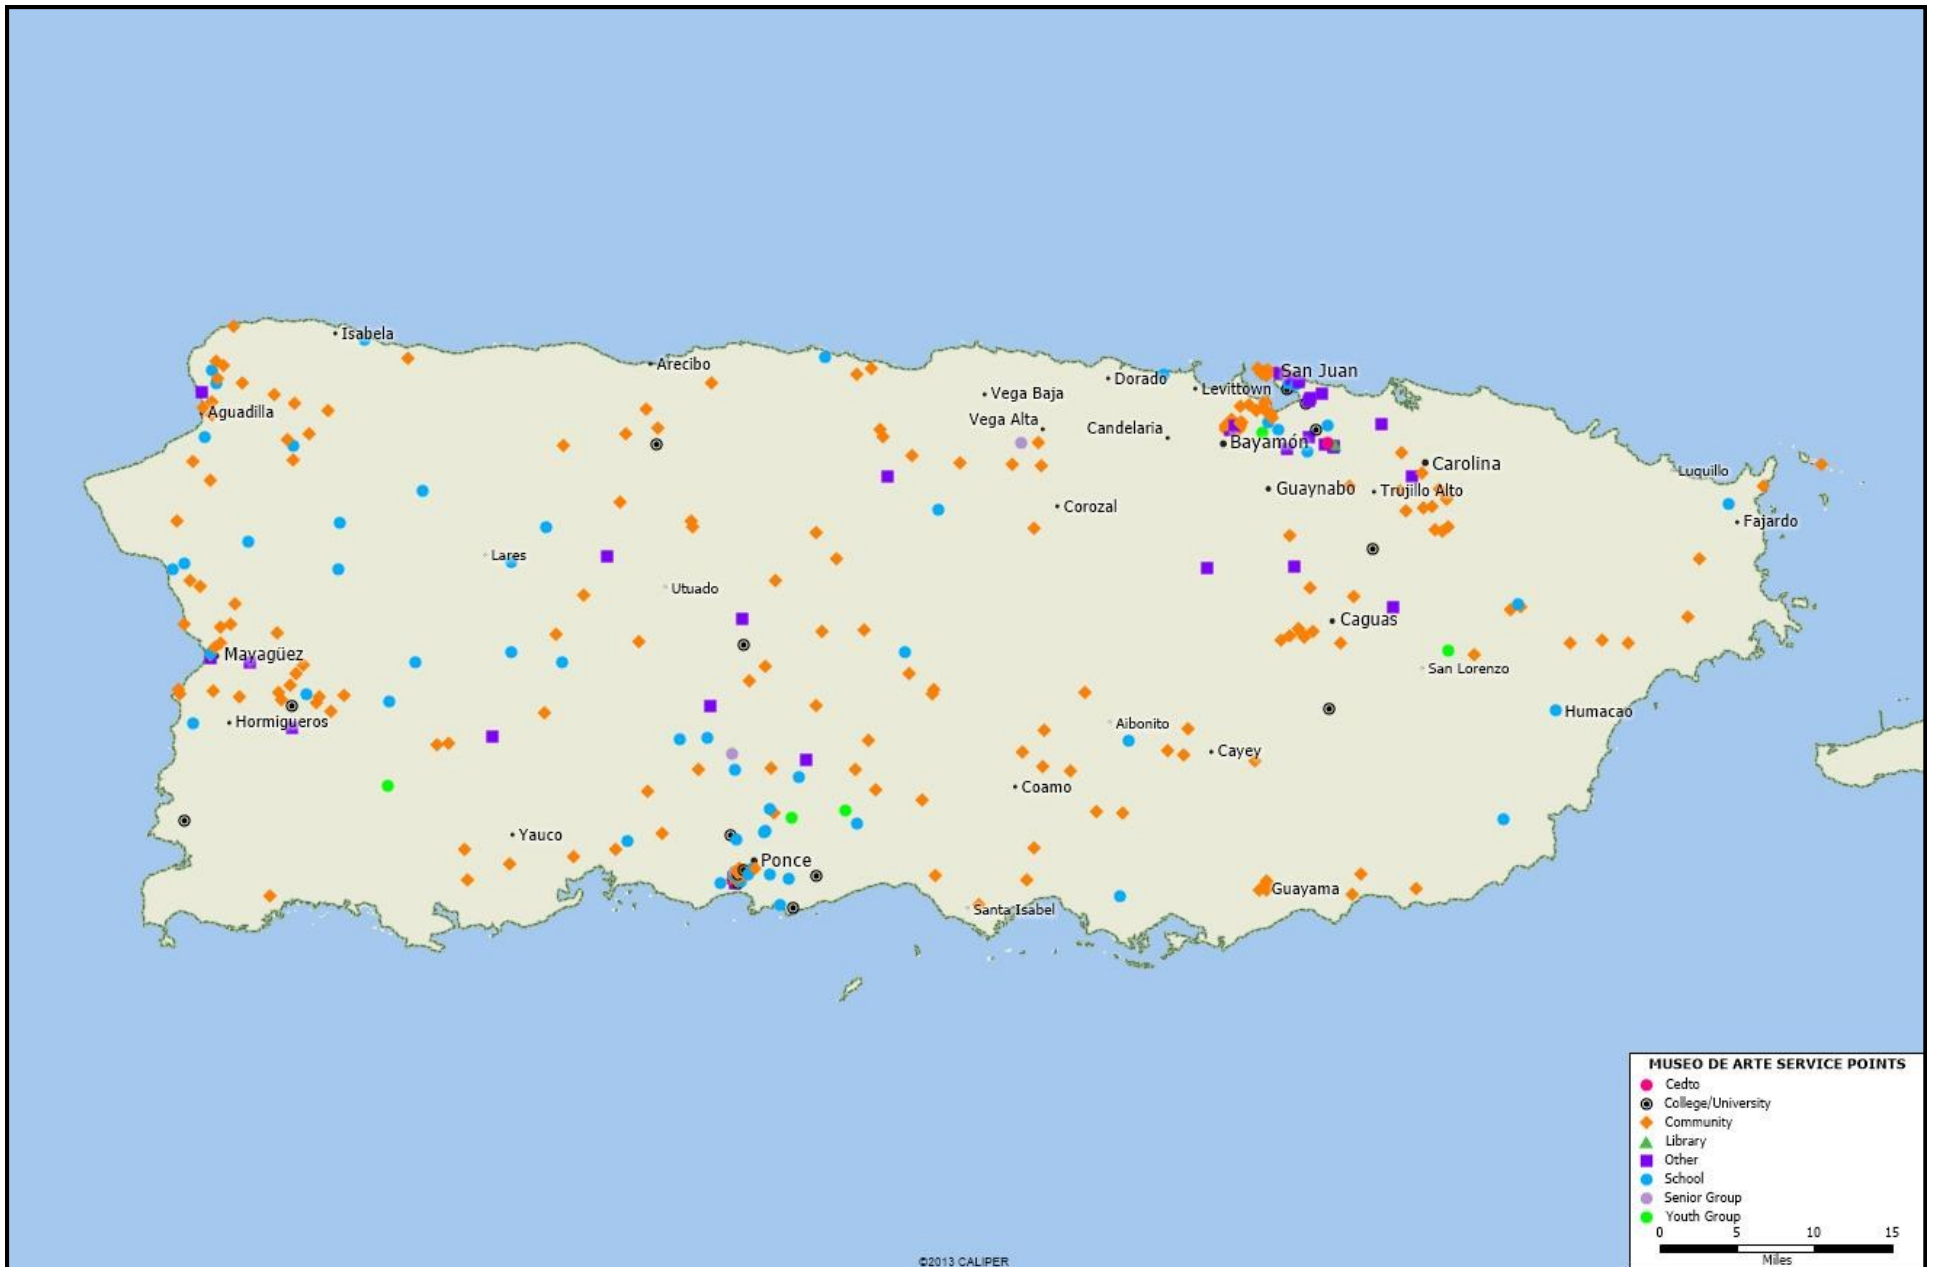 Isabela
Arecibo
San Juan
Dorado
Levittown
Vega Baja
Aguadilla
Vega Alta
Candelaria
Bayamón
Carolina
Luquillo
Guaynabo
Trujillo Alto
Corozal
Fajardo
Lares
Utuado
Caguas
Mayagüez
San Lorenzo
Hormigueros
Aibonito
Humacao
Cayey
Coamo
Yauco
Ponce
Guayama
Santa Isabel
MUSEO DE ARTE SERVICE POINTS
Cedto
College/University
Community
Library
Other
School
Senior Group
Youth Group
0 5 10 15
Miles
©2013 CALIPER